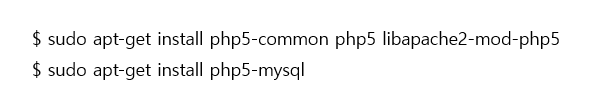 $ sudo apt-get install php5-common php5 libapache2-mod-php5
$ sudo apt-get install php5-mysql